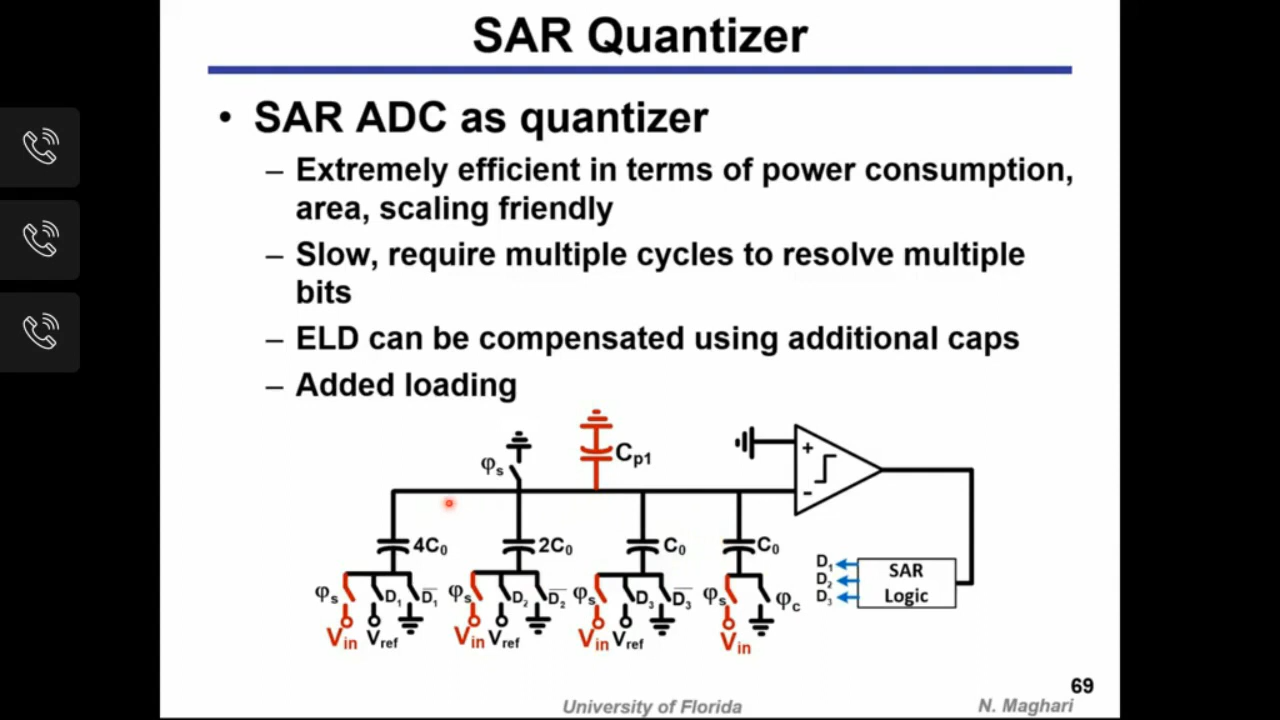 SAR Quantizer
• SAR ADC as quantizer
– Extremely efficient in terms of power consumption,
area, scaling friendly
– Slow, require multiple cycles to resolve multiple
bits
– ELD can be compensated using additional caps
– Added loading
φs
Cp1
+
-
4C0
2C0
C0
C0
φs
D1
D̅1
φs
D2
D̅2
φs
D3
D̅3
φs
φc
Vin
Vref
Vin
Vref
Vin
Vref
Vin
D1
D2
D3
SAR
Logic
69
University of Florida
N. Maghari